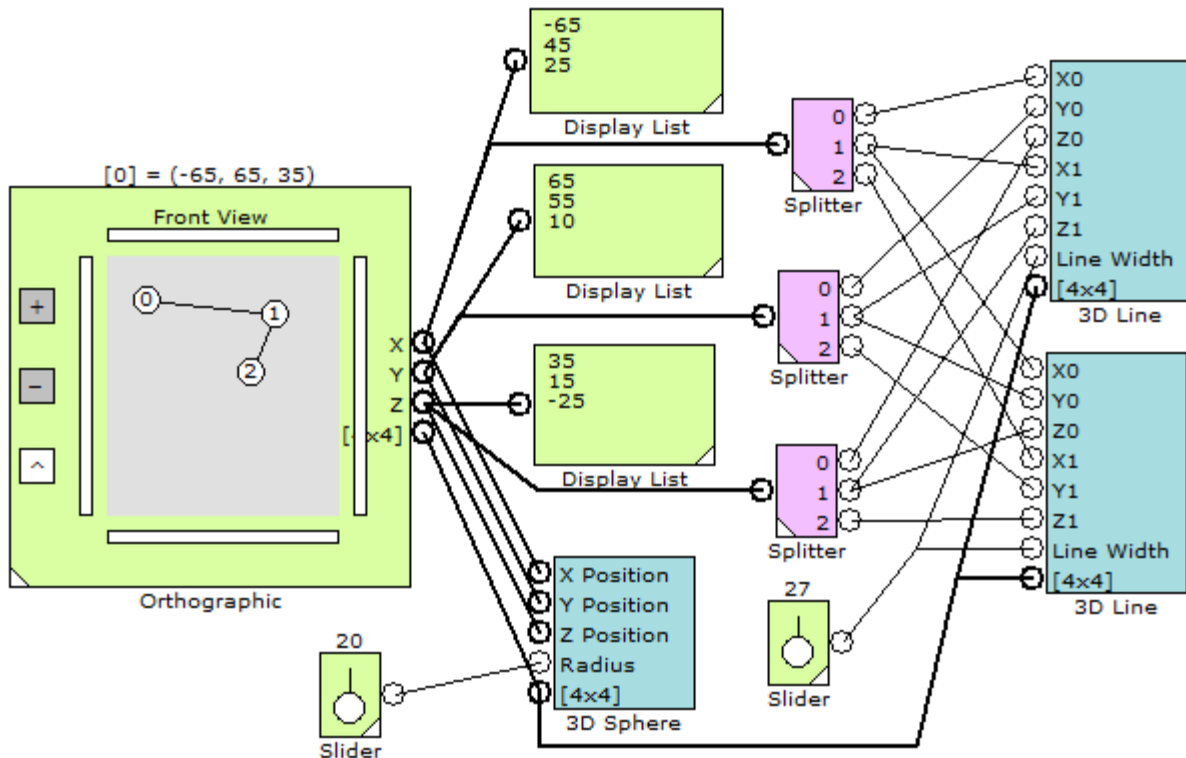 -65
45
25
Display List
[0] = (-65, 65, 35)
Front View
0
1
2
+
−
^
X
Y
Z
[4x4]
Orthographic
65
55
10
Display List
35
15
-25
Display List
0
1
2
Splitter
0
1
2
Splitter
0
1
2
Splitter
X0
Y0
Z0
X1
Y1
Z1
Line Width
[4x4]
3D Line
X0
Y0
Z0
X1
Y1
Z1
Line Width
[4x4]
3D Line
X Position
Y Position
Z Position
Radius
[4x4]
3D Sphere
20
Slider
27
Slider